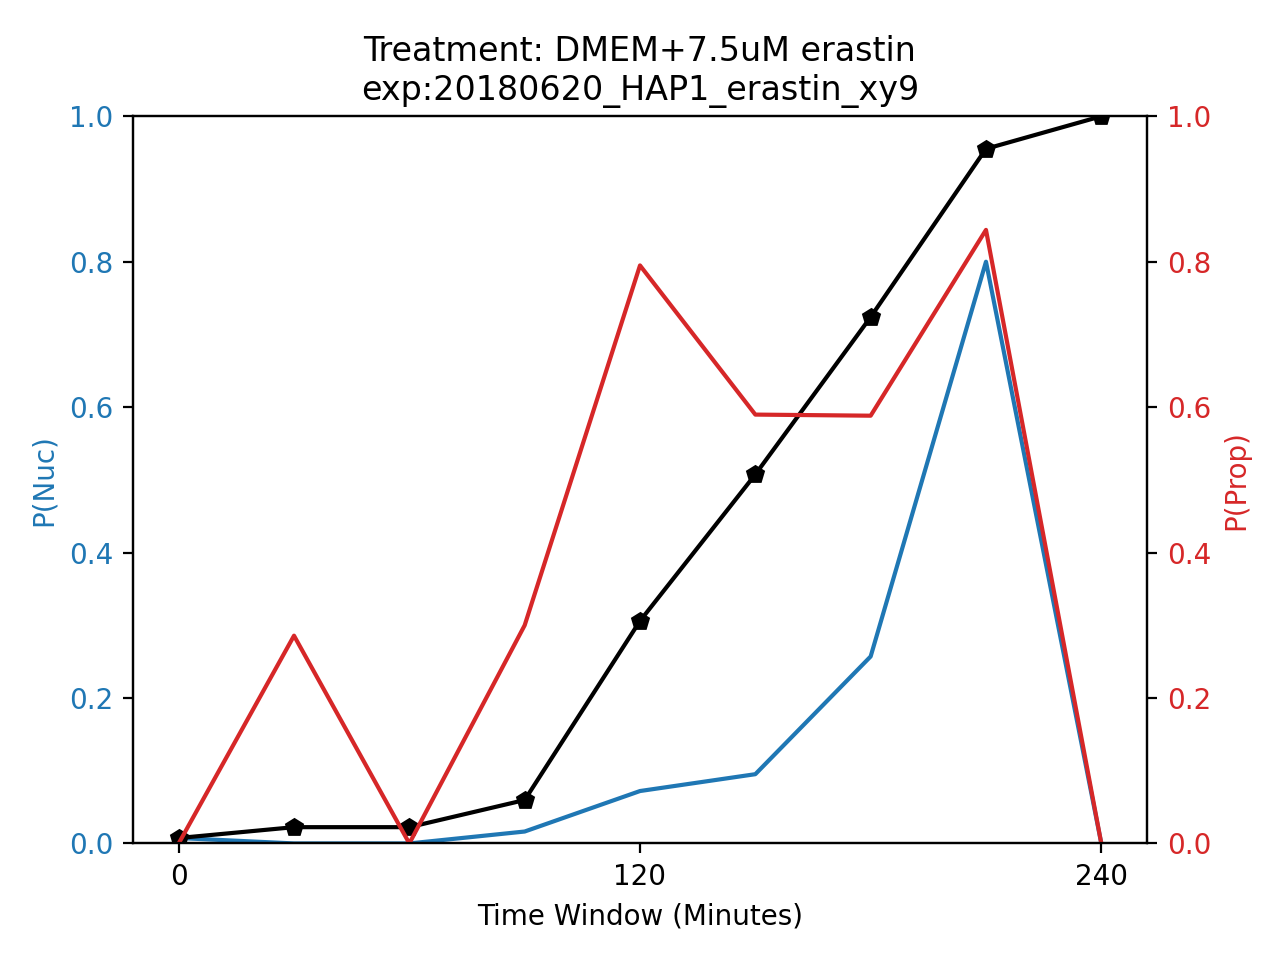 Treatment: DMEM+7.5uM erastin
exp:20180620_HAP1_erastin_xy9
1.0
0.8
0.6
0.4
0.2
0.0
P(Nuc)
1.0
0.8
0.6
0.4
0.2
0.0
P(Prop)
0 120 240
Time Window (Minutes)